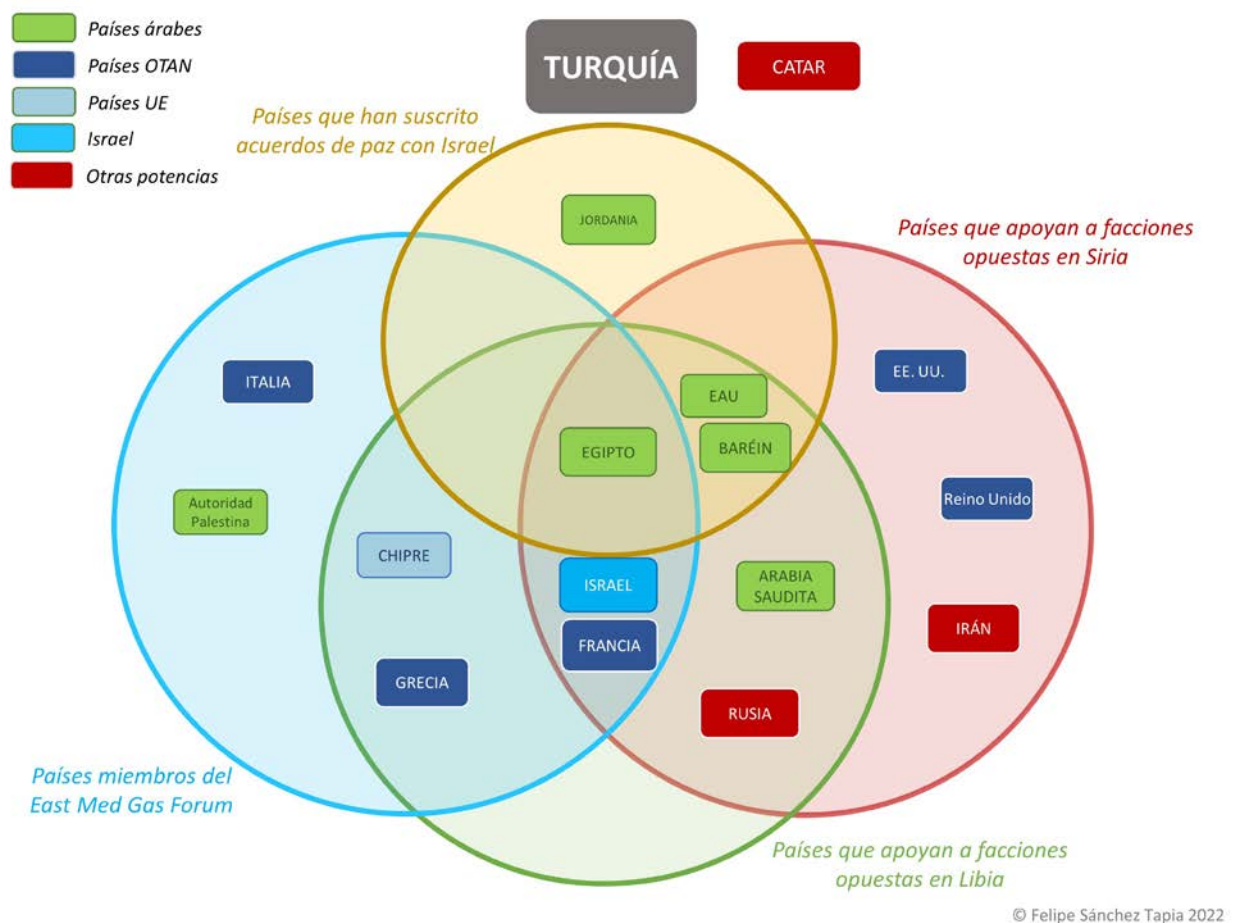 Países árabes
Países OTAN
Países UE
Israel
Otras potencias
TURQUÍA
CATAR
Países que han suscrito
acuerdos de paz con Israel
JORDANIA
Países que apoyan a facciones
opuestas en Siria
ITALIA
EE. UU.
EAU
EGIPTO
BARÉIN
Autoridad
Palestina
Reino Unido
CHIPRE
ISRAEL
ARABIA
SAUDITA
FRANCIA
IRÁN
GRECIA
RUSIA
Países miembros del
East Med Gas Forum
Países que apoyan a facciones
opuestas en Libia
© Felipe Sánchez Tapia 2022